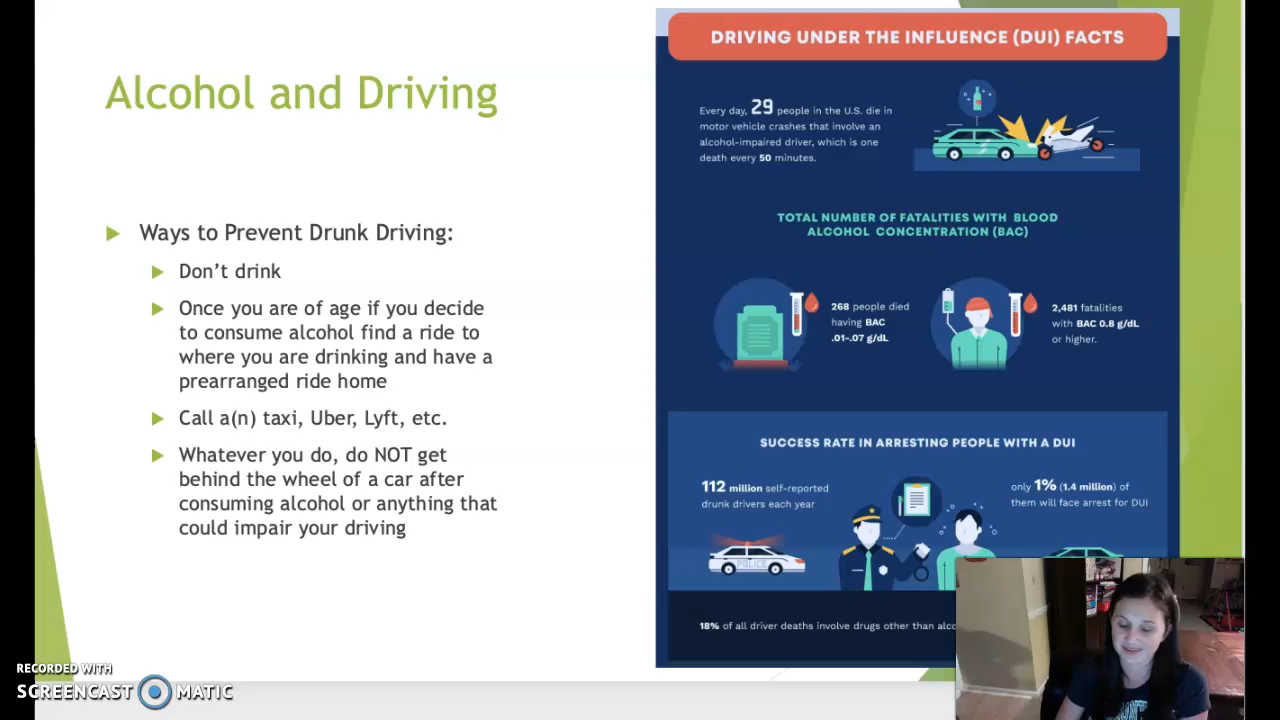 Alcohol and Driving
Ways to Prevent Drunk Driving:
Don't drink
Once you are of age if you decide
to consume alcohol find a ride to
where you are drinking and have a
prearranged ride home
Call a(n) taxi, Uber, Lyft, etc.
Whatever you do, do NOT get
behind the wheel of a car after
consuming alcohol or anything that
could impair your driving
DRIVING UNDER THE INFLUENCE (DUI) FACTS
Every day, 29 people in the U.S. die in
motor vehicle crashes that involve an
alcohol-impaired driver, which is one
death every 50 minutes.
TOTAL NUMBER OF FATALITIES WITH BLOOD
ALCOHOL CONCENTRATION (BAC)
268 people died
having BAC
.01-.07 g/dL
2,481 fatalities
with BAC 0.8 g/dL
or higher.
SUCCESS RATE IN ARRESTING PEOPLE WITH A DUI
112 million self-reported
drunk drivers each year
only 1% (1.4 million) of
them will face arrest for DUI
POLICE
18% of all driver deaths involve drugs other than
RECORDED WITH
SCREENCAST MATIC